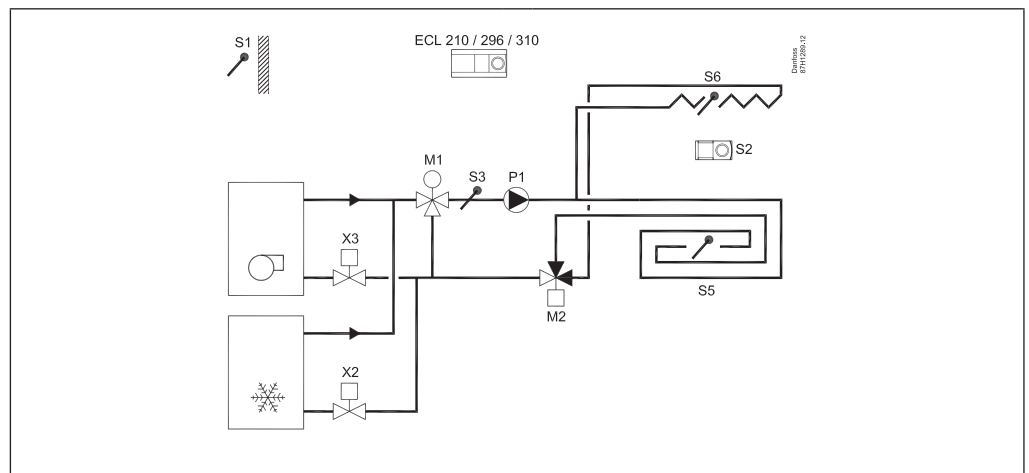 S1
ECL 210 / 296 / 310
Danfoss
87H1289.12
S6
S2
M1
S3
P1
X3
S5
M2
X2